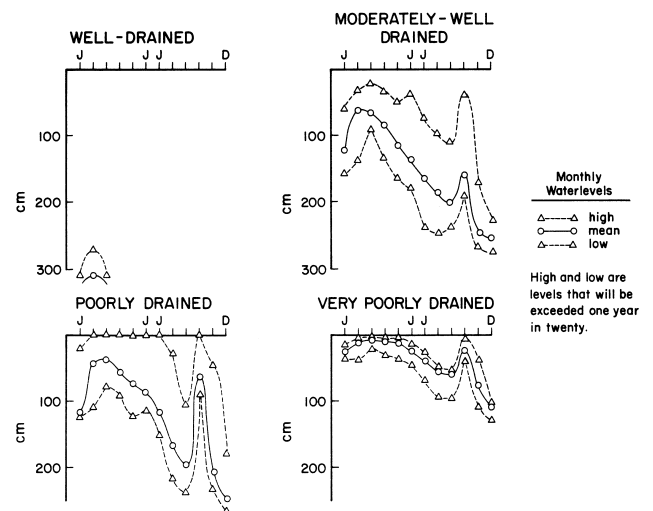 WELL-DRAINED
J J J D
100
200
300
cm
MODERATELY-WELL
DRAINED
J J J D
100
200
300
cm
Monthly
Waterlevels
high
mean
low
High and low are
levels that will be
exceeded one year
in twenty.
POORLY DRAINED
J J J D
100
200
cm
VERY POORLY DRAINED
J J J D
100
200
cm